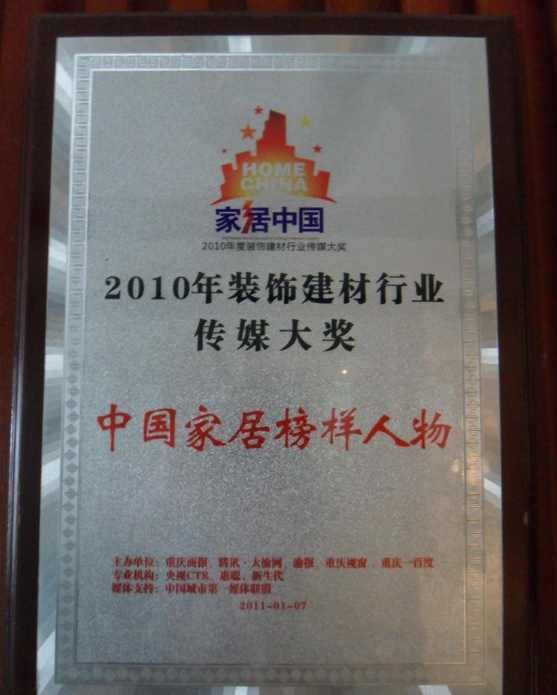 HOME
CHINA
家居中国
2010年度装饰建材行业传媒大奖
2010年装饰建材行业
传媒大奖
中国家居榜样人物
主办单位：重庆商报、腾讯·大渝网、渝报、重庆视窗、重庆一百度
专业机构：央视CTR、惠聪、新生代
媒体支持：中国城市第一媒体联盟
2011-01-07